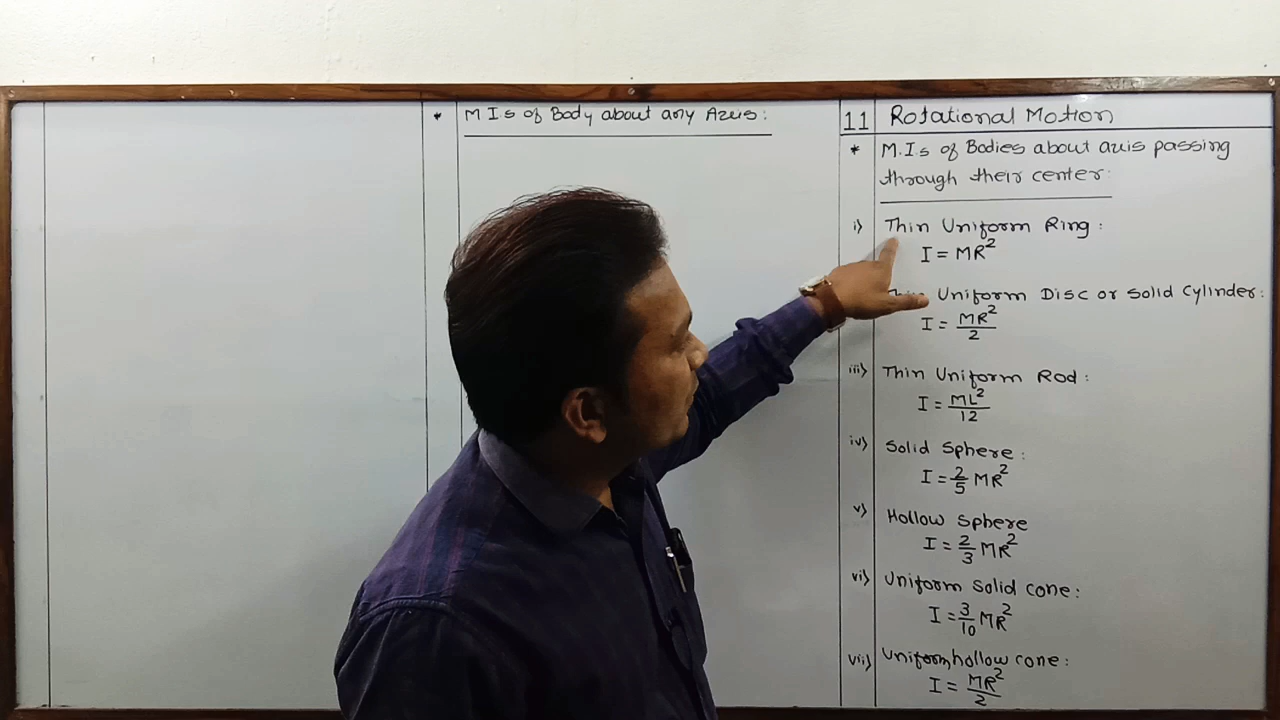 * M I s of Body about any Axis:
11 Rotational Motion
* M.I.s of Bodies about axis passing
through their center:
i) Thin Uniform Ring:
I = MR²
Uniform Disc or Solid Cylinder:
I = MR²/2
iii) Thin Uniform Rod:
I = ML²/12
iv) Solid Sphere:
I = 2/5 MR²
v) Hollow Sphere
I = 2/3 MR²
vi) Uniform Solid cone:
I = 3/10 MR²
vii) Uniform hollow cone:
I = MR²/2